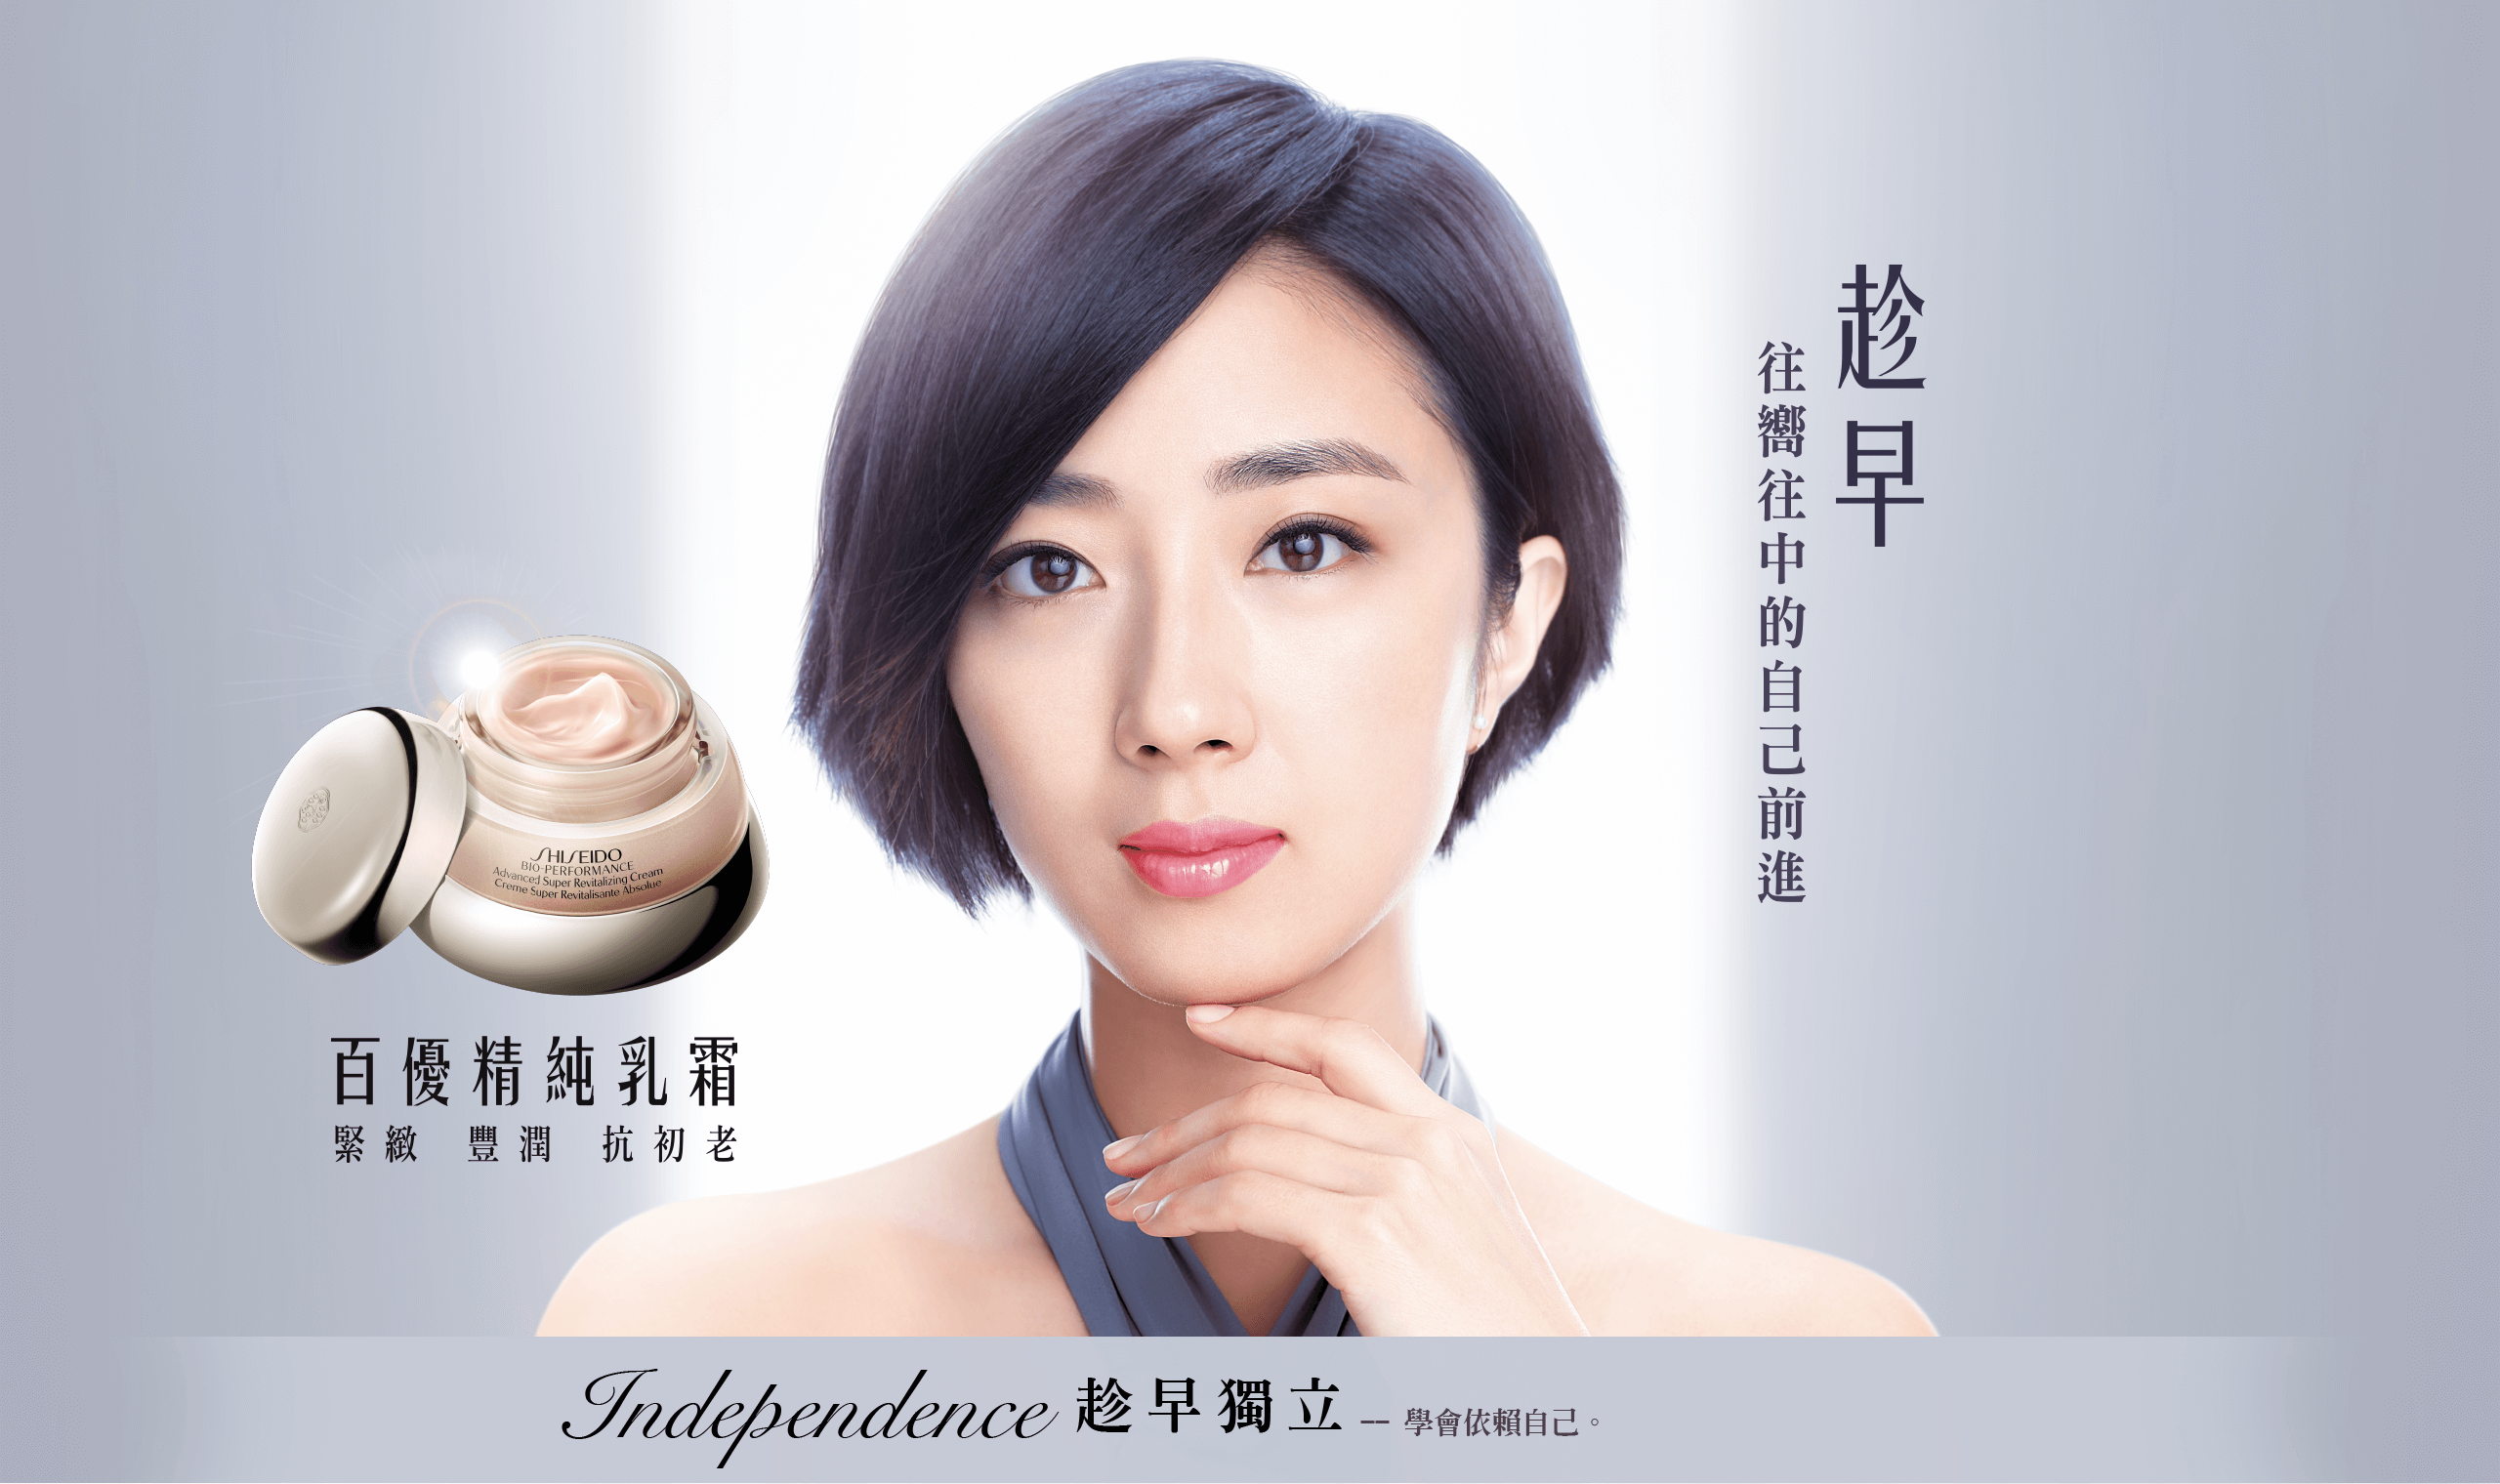 趁早
往嚮往中的自己前進
SHISEIDO
BIO-PERFORMANCE
Advanced Super Revitalizing Cream
Creme Super Revitalisante Absolue
百優精純乳霜
緊緻 豐潤 抗初老
Independence 趁早獨立 -- 學會依賴自己。